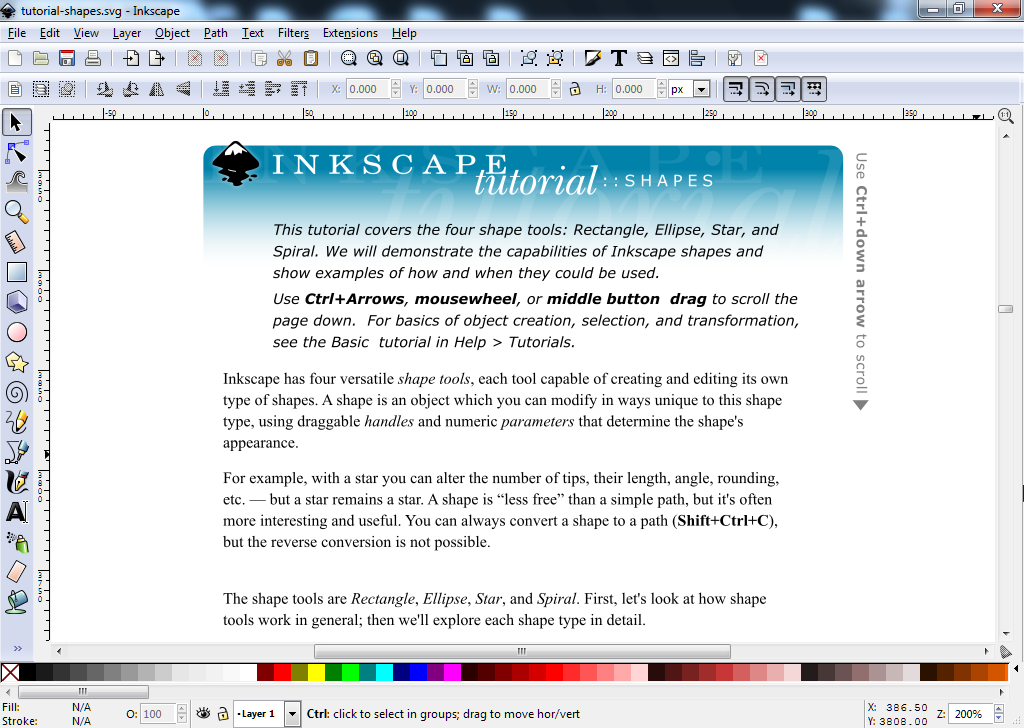 tutorial-shapes.svg - Inkscape
File Edit View Layer Object Path Text Filters Extensions Help
X: 0.000 Y: 0.000 W: 0.000 H: 0.000 px
-50 0 50 100 150 200 250 300 350
INKSCAPE
tutorial ::SHAPES
This tutorial covers the four shape tools: Rectangle, Ellipse, Star, and
Spiral. We will demonstrate the capabilities of Inkscape shapes and
show examples of how and when they could be used.
Use Ctrl+Arrows, mousewheel, or middle button  drag to scroll the
page down.  For basics of object creation, selection, and transformation,
see the Basic  tutorial in Help > Tutorials.
Use Ctrl+down arrow to scroll
Inkscape has four versatile shape tools, each tool capable of creating and editing its own
type of shapes. A shape is an object which you can modify in ways unique to this shape
type, using draggable handles and numeric parameters that determine the shape's
appearance.
For example, with a star you can alter the number of tips, their length, angle, rounding,
etc. — but a star remains a star. A shape is “less free” than a simple path, but it's often
more interesting and useful. You can always convert a shape to a path (Shift+Ctrl+C),
but the reverse conversion is not possible.
The shape tools are Rectangle, Ellipse, Star, and Spiral. First, let's look at how shape
tools work in general; then we'll explore each shape type in detail.
Fill: N/A
Stroke: N/A
O: 100
•Layer 1
Ctrl: click to select in groups; drag to move hor/vert
X: 386.50
Y: 3808.00
Z: 200%